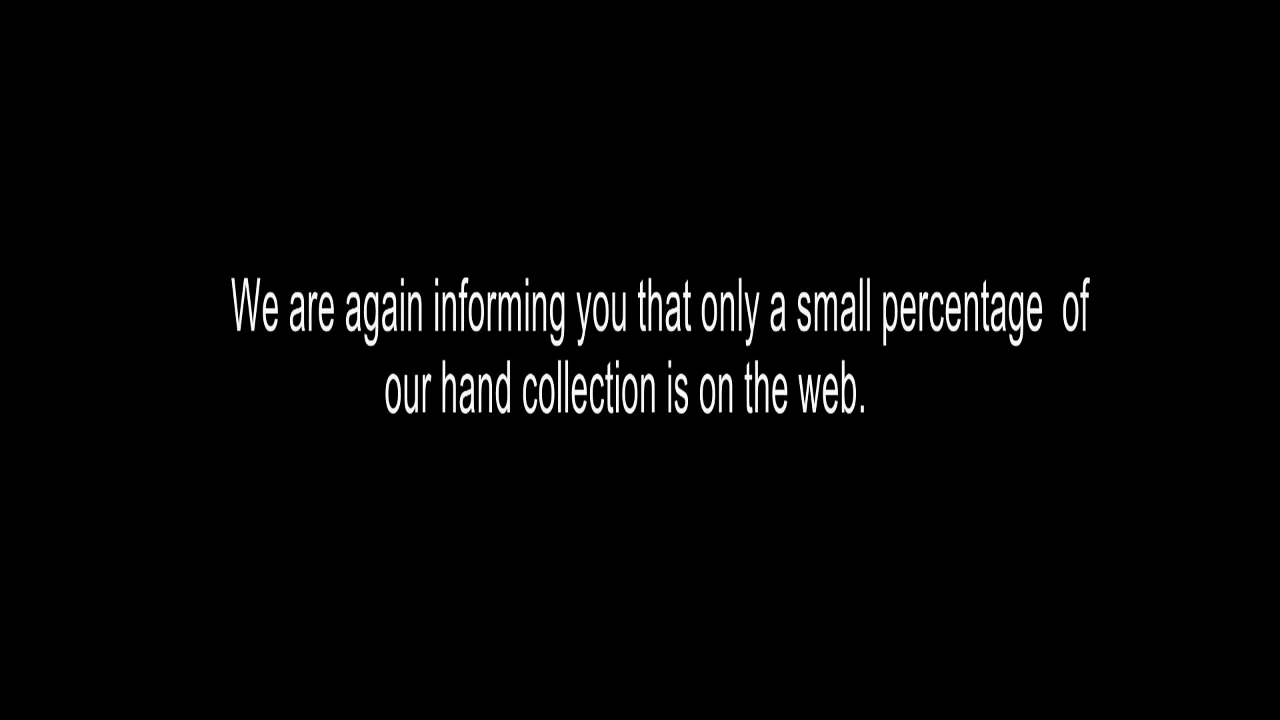 We are again informing you that only a small percentage  of
our hand collection is on the web.